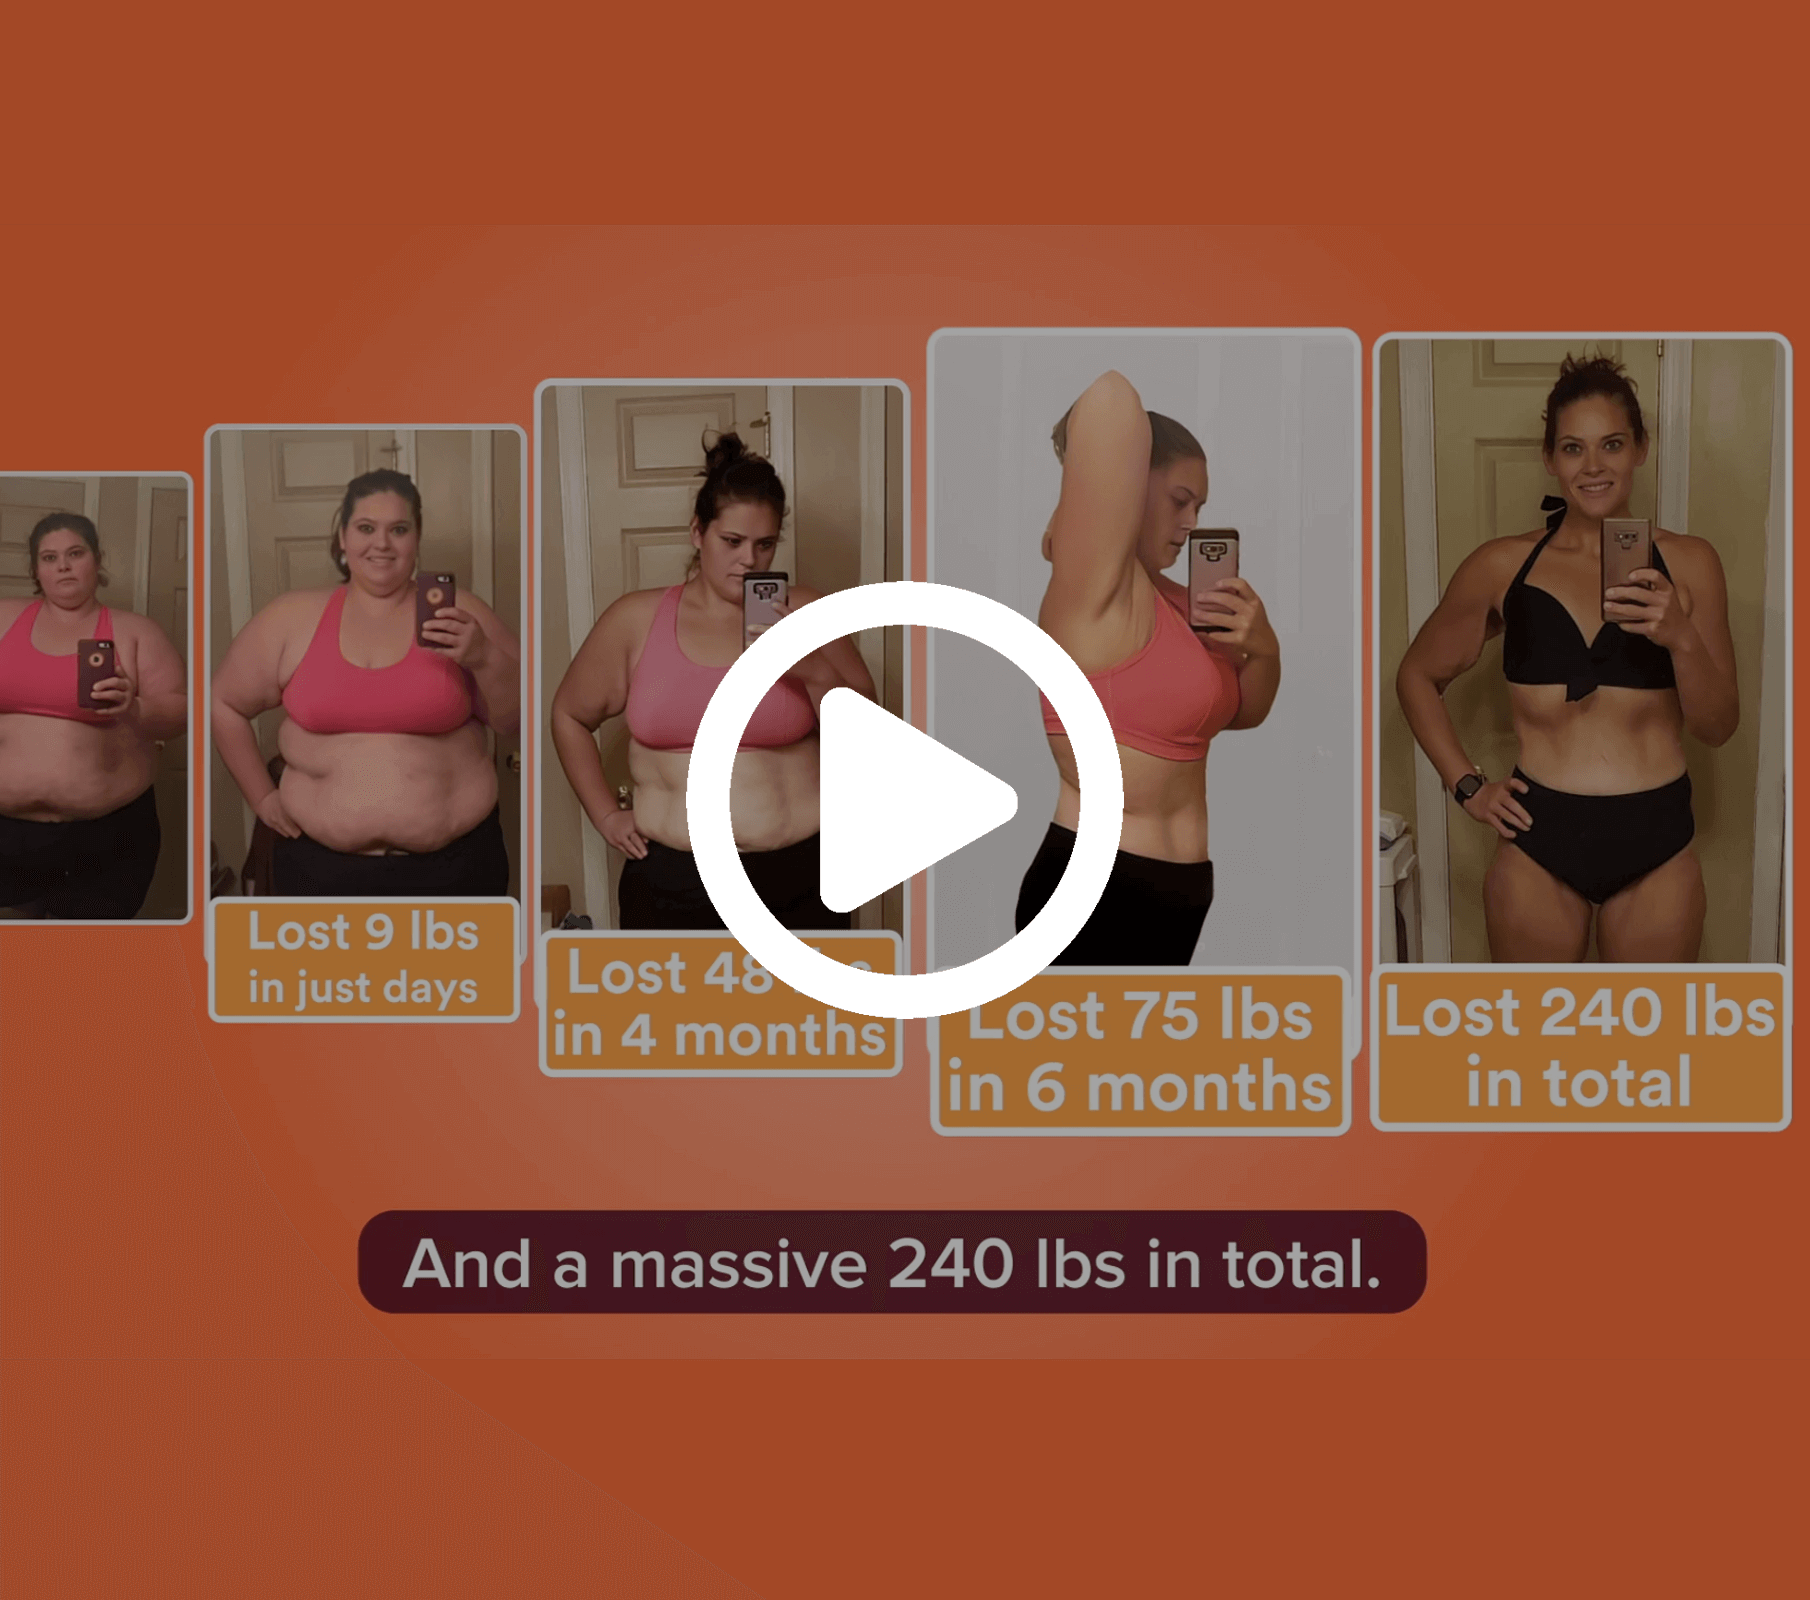 Lost 9 lbs
in just days
Lost 48
in 4 months
Lost 75 lbs
in 6 months
Lost 240 lbs
in total
And a massive 240 lbs in total.